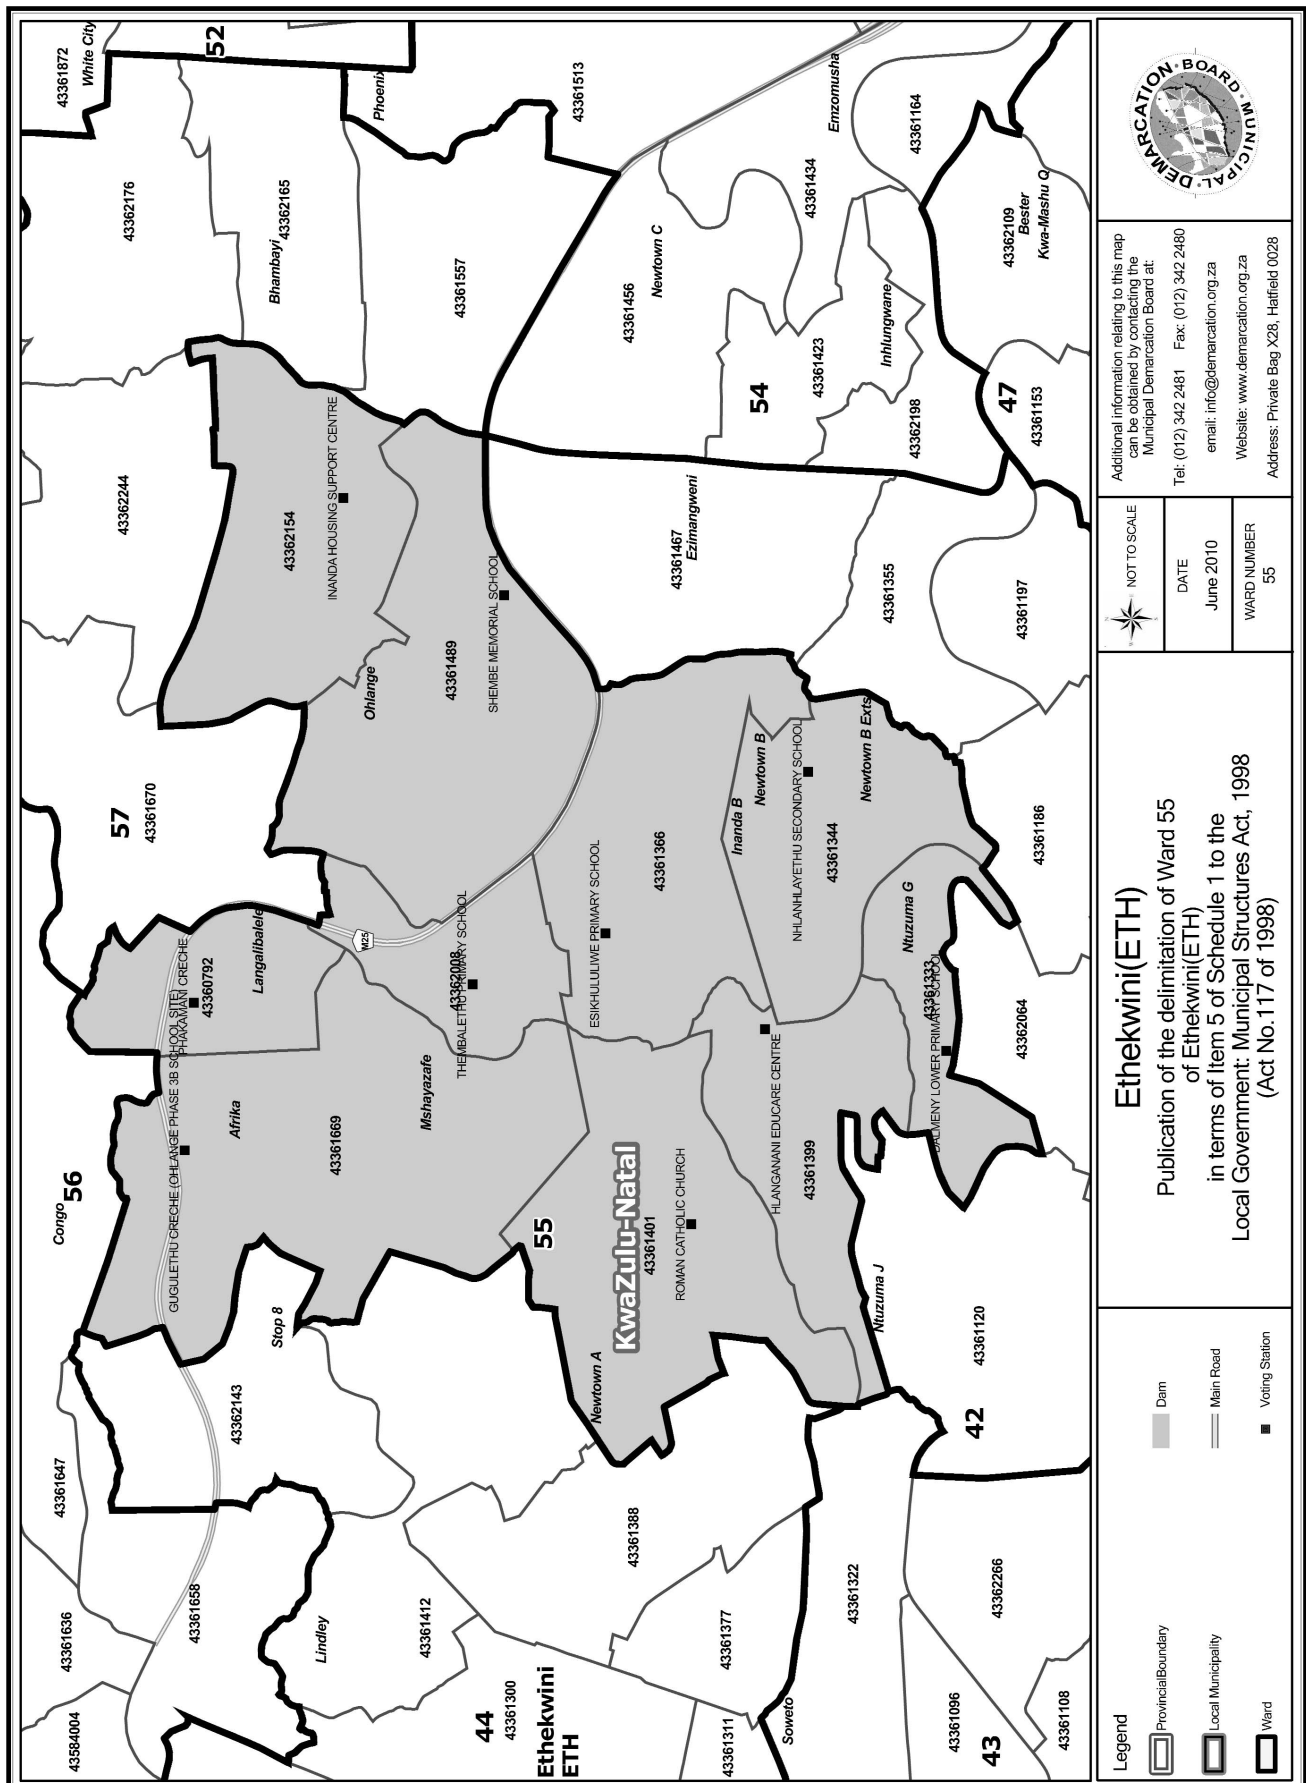 43361872
White City
52
43362176
Phoenix
43361513
Bhambayi
43362165
43361557
Emzomusha
43361164
43361434
43361456
Newtown C
43362109
Bester
Kwa-Mashu Q
Inhlungwane
43361423
54
43362198
47
43361153
43362244
43362154
INANDA HOUSING SUPPORT CENTRE
SHEMBE MEMORIAL SCHOOL
43361489
Ohlange
43361467
Ezimangweni
43361355
43361197
57
43361670
Langalibalele
M25
PHAKAMANI CRECHE
43360792
43362008
THEMBALETHU PRIMARY SCHOOL
ESIKHULULIWE PRIMARY SCHOOL
43361366
Inanda B
Newtown B
NHLANHLAYETHU SECONDARY SCHOOL
43361344
Newtown B Exts
Ntuzuma G
43361186
43361333
DALMENY LOWER PRIMARY SCHOOL
43362064
GUGULETHU CRECHE (OHLANGE PHASE 3B SCHOOL SITE)
Afrika
43361669
Mshayazafe
56
Congo
55
KwaZulu-Natal
43361401
ROMAN CATHOLIC CHURCH
HLANGANANI EDUCARE CENTRE
43361399
Ntuzuma J
43361120
Stop 8
43362143
Newtown A
42
43361647
43361388
43361322
43362266
43361636
43361658
Lindley
43361412
43361377
43584004
44
43361300
Ethekwini
ETH
43361311
Soweto
43361096
43
43361108
Legend
ProvincialBoundary
Local Municipality
Ward
Dam
Main Road
Voting Station
Ethekwini(ETH)
Publication of the delimitation of Ward 55
of Ethekwini(ETH)
in terms of Item 5 of Schedule 1 to the
Local Government: Municipal Structures Act, 1998
(Act No.117 of 1998)
N
S
NOT TO SCALE
DATE
June 2010
WARD NUMBER
55
Additional information relating to this map
can be obtained by contacting the
Municipal Demarcation Board at:
Tel: (012) 342 2481 Fax: (012) 342 2480
email: info@demarcation.org.za
Website: www.demarcation.org.za
Address: Private Bag X28, Hatfield 0028
MUNICIPAL DEMARCATION BOARD